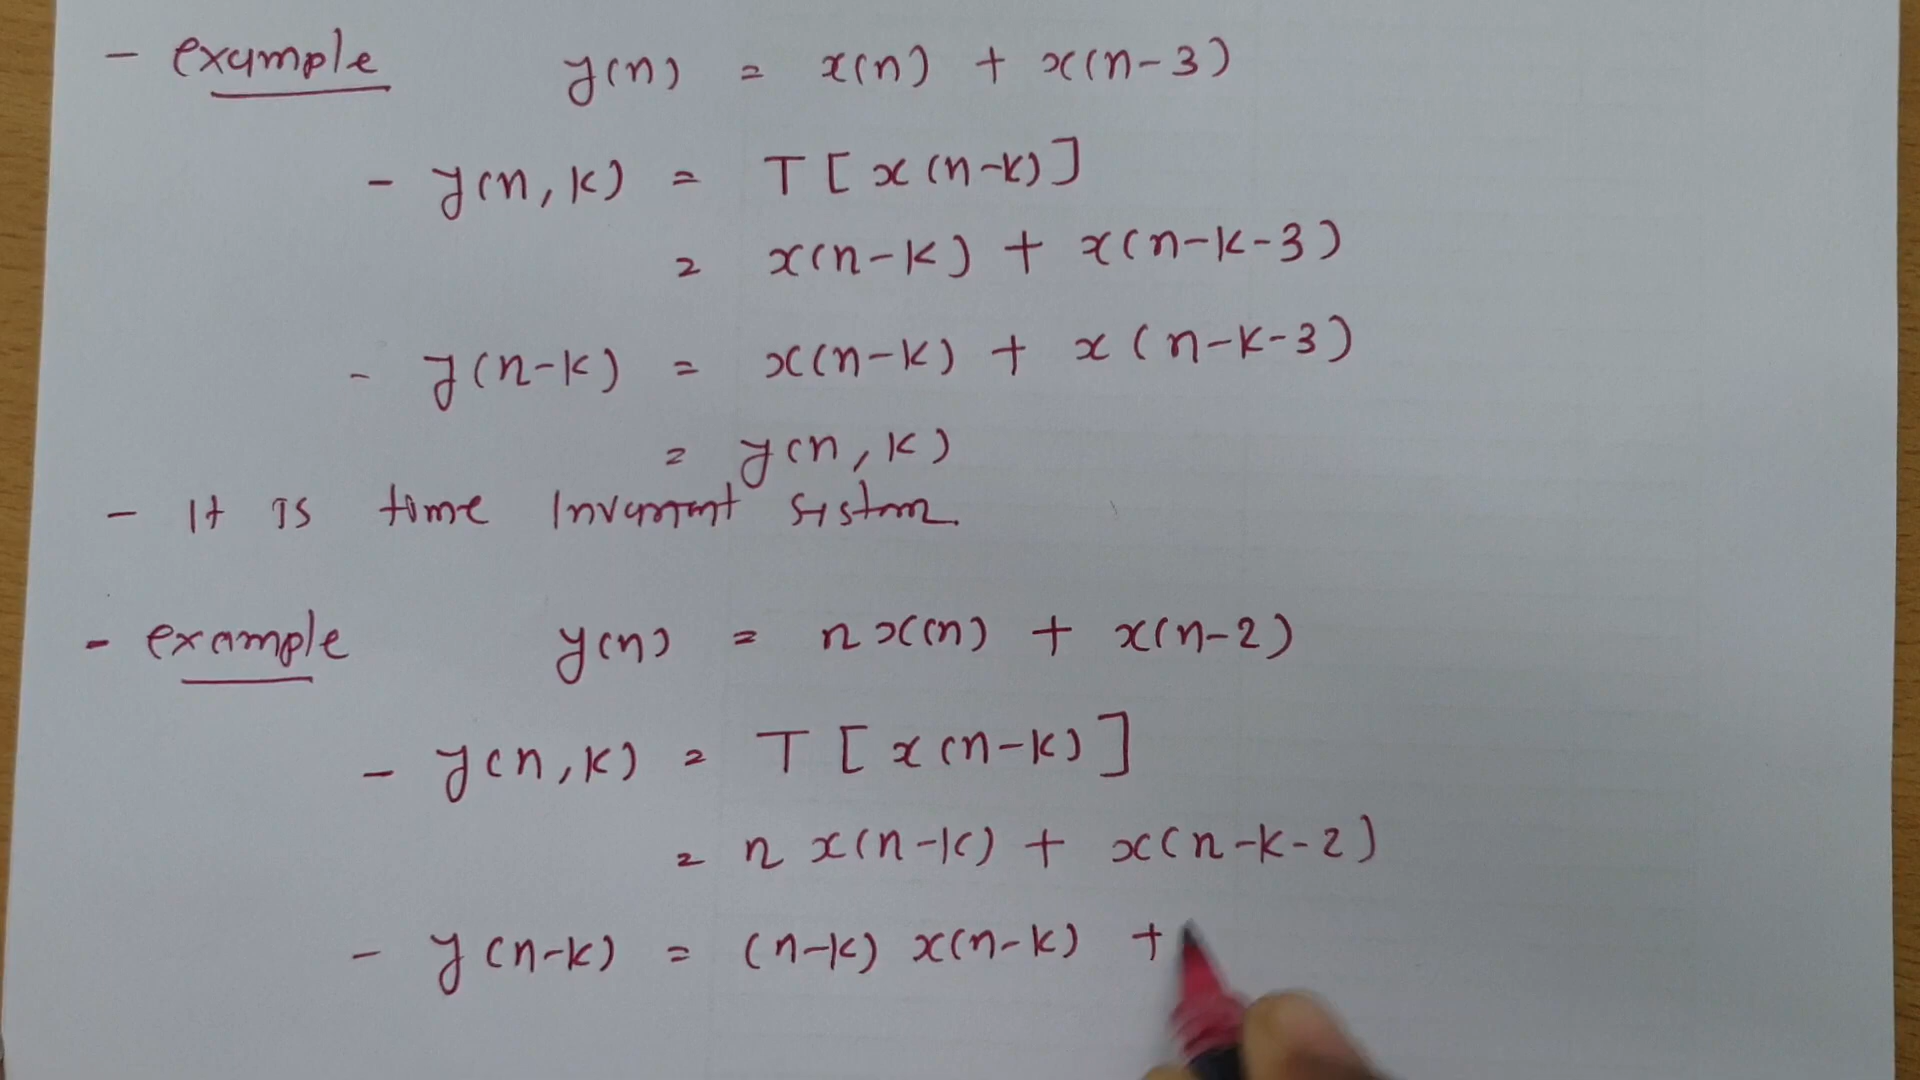 - example y(n) = x(n) + x(n-3)
- y(n,k) = T[x(n-k)]
= x(n-k) + x(n-k-3)
- y(n-k) = x(n-k) + x(n-k-3)
= y(n,k)
- It is time Invariant system.
- example y(n) = n x(n) + x(n-2)
- y(n,k) = T[x(n-k)]
= n x(n-k) + x(n-k-2)
- y(n-k) = (n-k) x(n-k) +